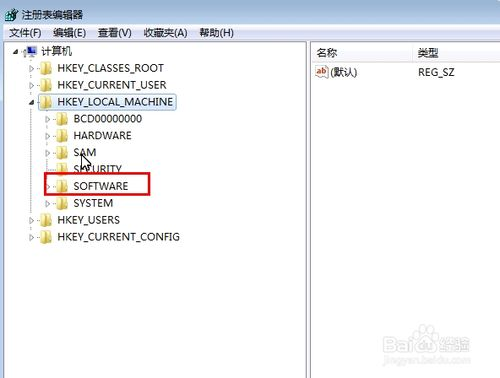 注册表编辑器
文件(F) 编辑(E) 查看(V) 收藏夹(A) 帮助(H)
计算机
HKEY_CLASSES_ROOT
HKEY_CURRENT_USER
HKEY_LOCAL_MACHINE
BCD00000000
HARDWARE
SAM
SECURITY
SOFTWARE
SYSTEM
HKEY_USERS
HKEY_CURRENT_CONFIG
名称 类型
ab (默认) REG_SZ
Baidu 经验
jingyan.baidu.com